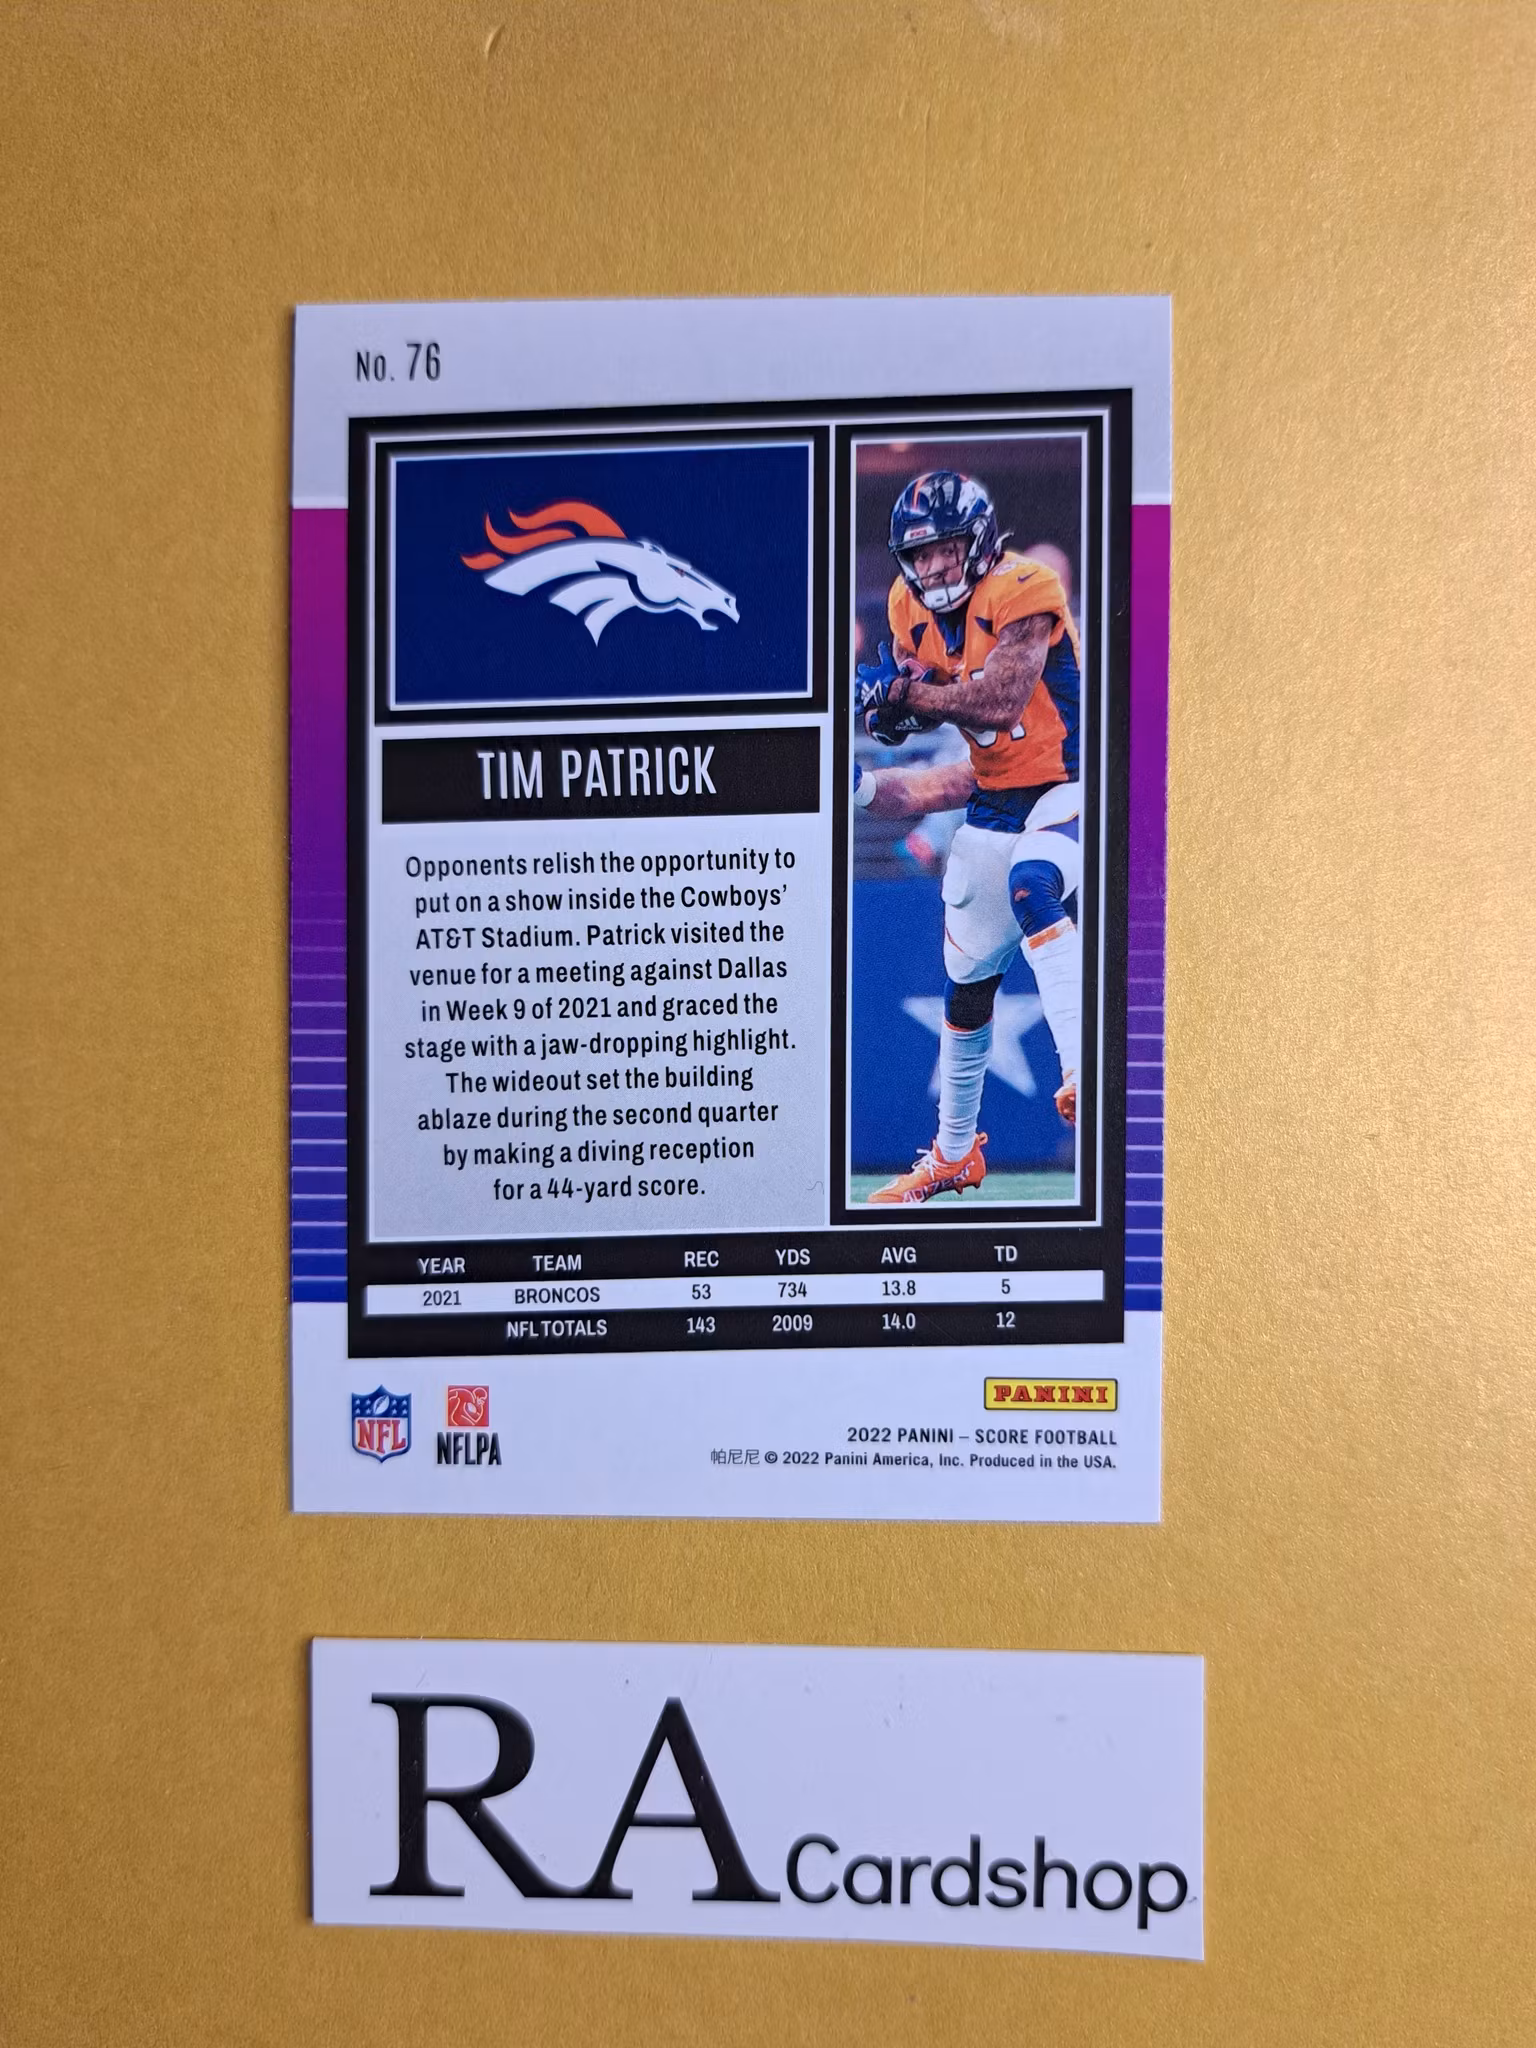 No. 76
TIM PATRICK
Opponents relish the opportunity to
put on a show inside the Cowboys'
AT&T Stadium. Patrick visited the
venue for a meeting against Dallas
in Week 9 of 2021 and graced the
stage with a jaw-dropping highlight.
The wideout set the building
ablaze during the second quarter
by making a diving reception
for a 44-yard score.
YEAR TEAM REC YDS AVG TD
2021 BRONCOS 53 734 13.8 5
NFL TOTALS 143 2009 14.0 12
NFL
NFLPA
PANINI
2022 PANINI – SCORE FOOTBALL
帕尼尼 © 2022 Panini America, Inc. Produced in the USA.
RA Cardshop